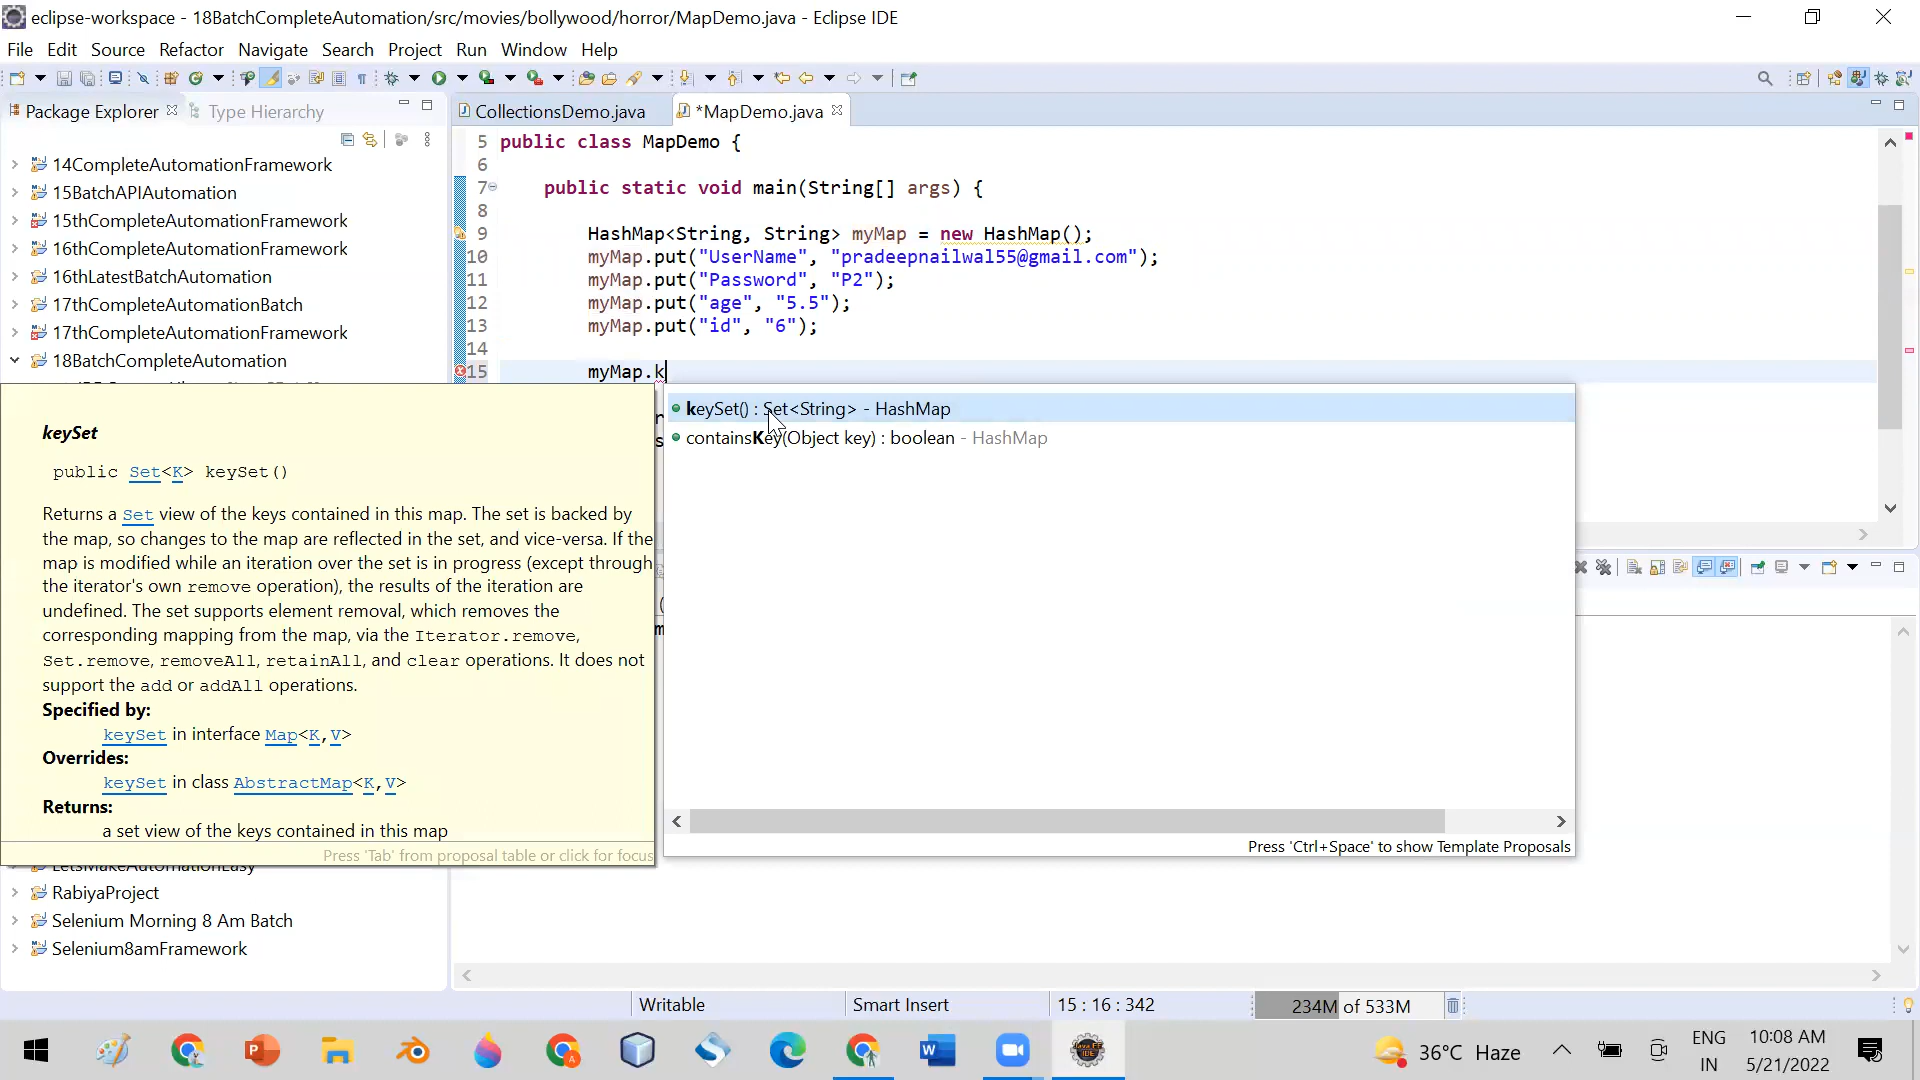 eclipse-workspace - 18BatchCompleteAutomation/src/movies/bollywood/horror/MapDemo.java - Eclipse IDE
File Edit Source Refactor Navigate Search Project Run Window Help
Package Explorer Type Hierarchy
CollectionsDemo.java *MapDemo.java
14CompleteAutomationFramework
15BatchAPIAutomation
15thCompleteAutomationFramework
16thCompleteAutomationFramework
16thLatestBatchAutomation
17thCompleteAutomationBatch
17thCompleteAutomationFramework
18BatchCompleteAutomation
5 public class MapDemo {
6
7 public static void main(String[] args) {
8
9 HashMap<String, String> myMap = new HashMap();
10 myMap.put("UserName", "pradeepnailwal55@gmail.com");
11 myMap.put("Password", "P2");
12 myMap.put("age", "5.5");
13 myMap.put("id", "6");
14
15 myMap.k
keySet() : Set<String> - HashMap
containsKey(Object key) : boolean - HashMap
Press 'Ctrl+Space' to show Template Proposals
keySet
public Set<K> keySet()
Returns a Set view of the keys contained in this map. The set is backed by
the map, so changes to the map are reflected in the set, and vice-versa. If the
map is modified while an iteration over the set is in progress (except through
the iterator's own remove operation), the results of the iteration are
undefined. The set supports element removal, which removes the
corresponding mapping from the map, via the Iterator.remove,
Set.remove, removeAll, retainAll, and clear operations. It does not
support the add or addAll operations.
Specified by:
keySet in interface Map<K,V>
Overrides:
keySet in class AbstractMap<K,V>
Returns:
a set view of the keys contained in this map
Press 'Tab' from proposal table or click for focus
LetsMakeAutomationEasy
RabiyaProject
Selenium Morning 8 Am Batch
Selenium8amFramework
Writable Smart Insert 15 : 16 : 342 234M of 533M
36°C Haze ENG IN 10:08 AM 5/21/2022